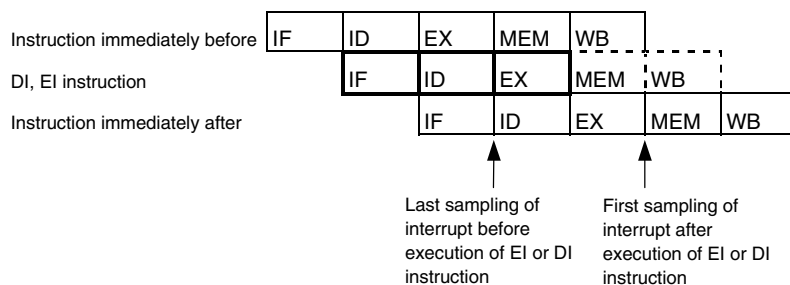 Instruction immediately before IF ID EX MEM WB
DI, EI instruction IF ID EX MEM WB
Instruction immediately after IF ID EX MEM WB
Last sampling of
interrupt before
execution of EI or DI
instruction
First sampling of
interrupt after
execution of EI or DI
instruction